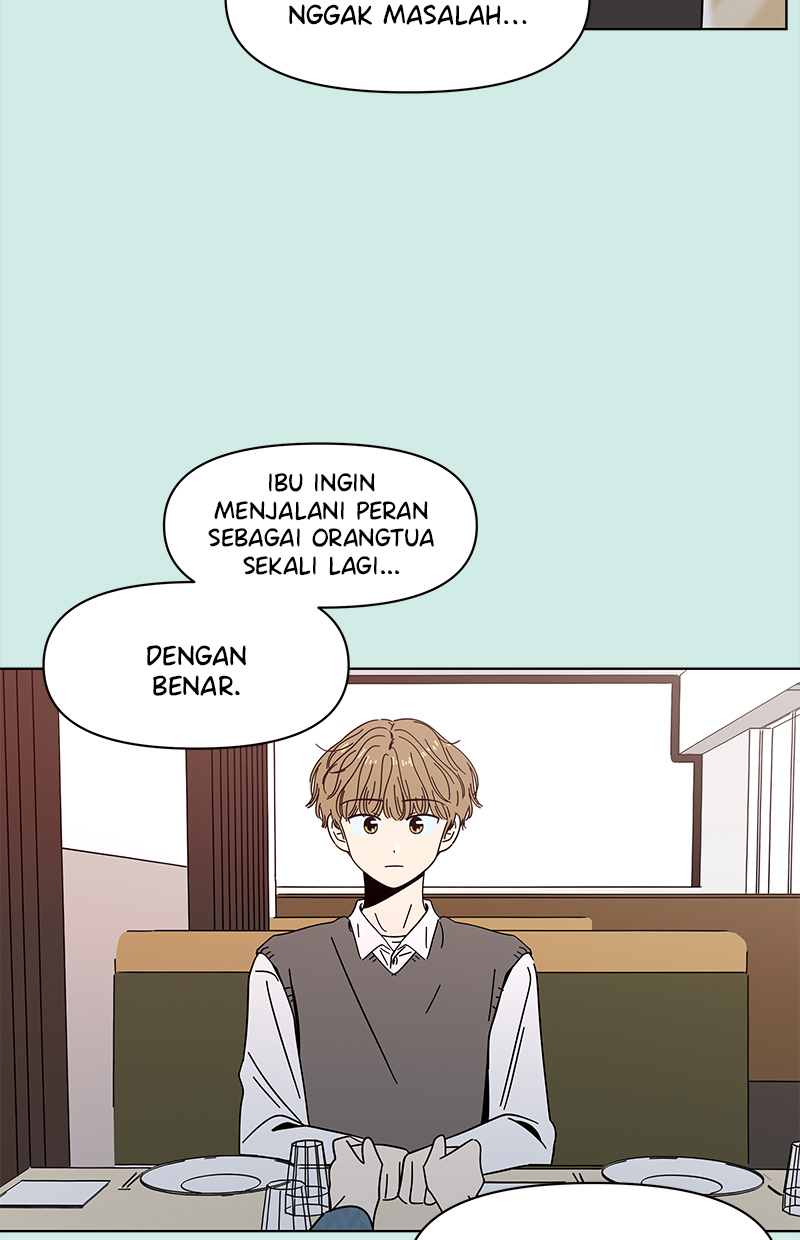 NGGAK MASALAH...
IBU INGIN
MENJALANI PERAN
SEBAGAI ORANGTUA
SEKALI LAGI...
DENGAN
BENAR.